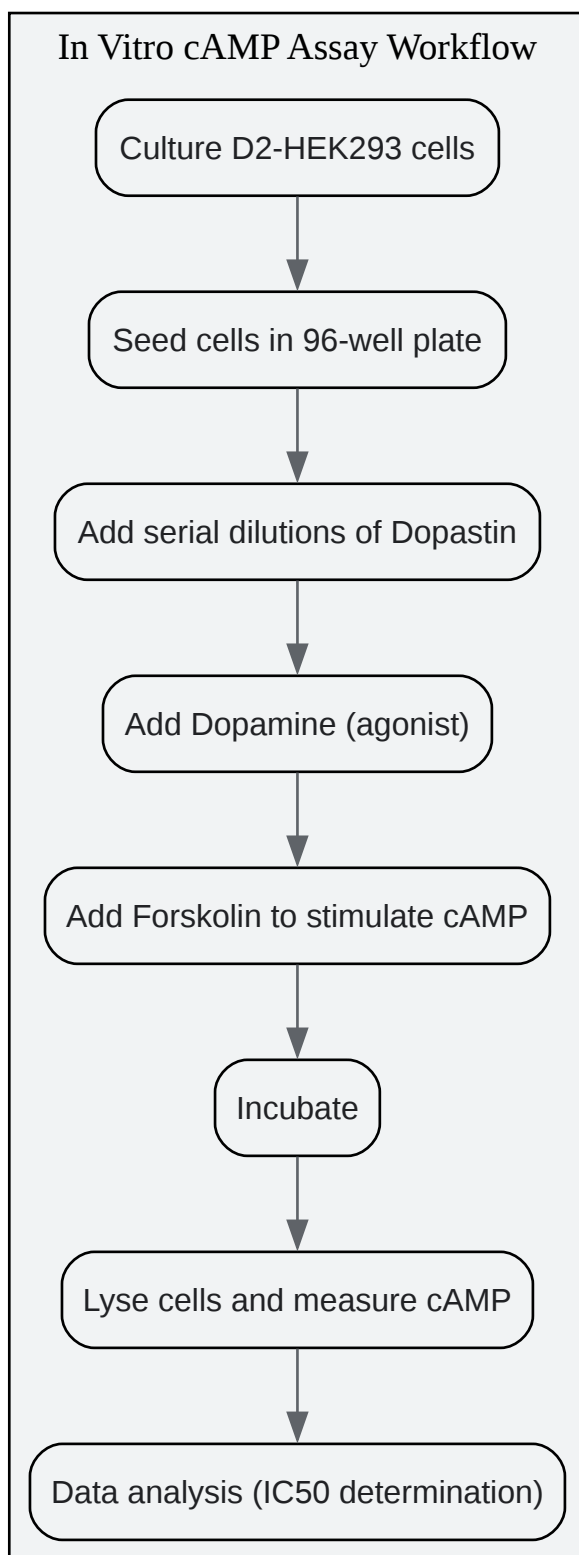 In Vitro cAMP Assay Workflow
Culture D2-HEK293 cells
Seed cells in 96-well plate
Add serial dilutions of Dopastin
Add Dopamine (agonist)
Add Forskolin to stimulate cAMP
Incubate
Lyse cells and measure cAMP
Data analysis (IC50 determination)